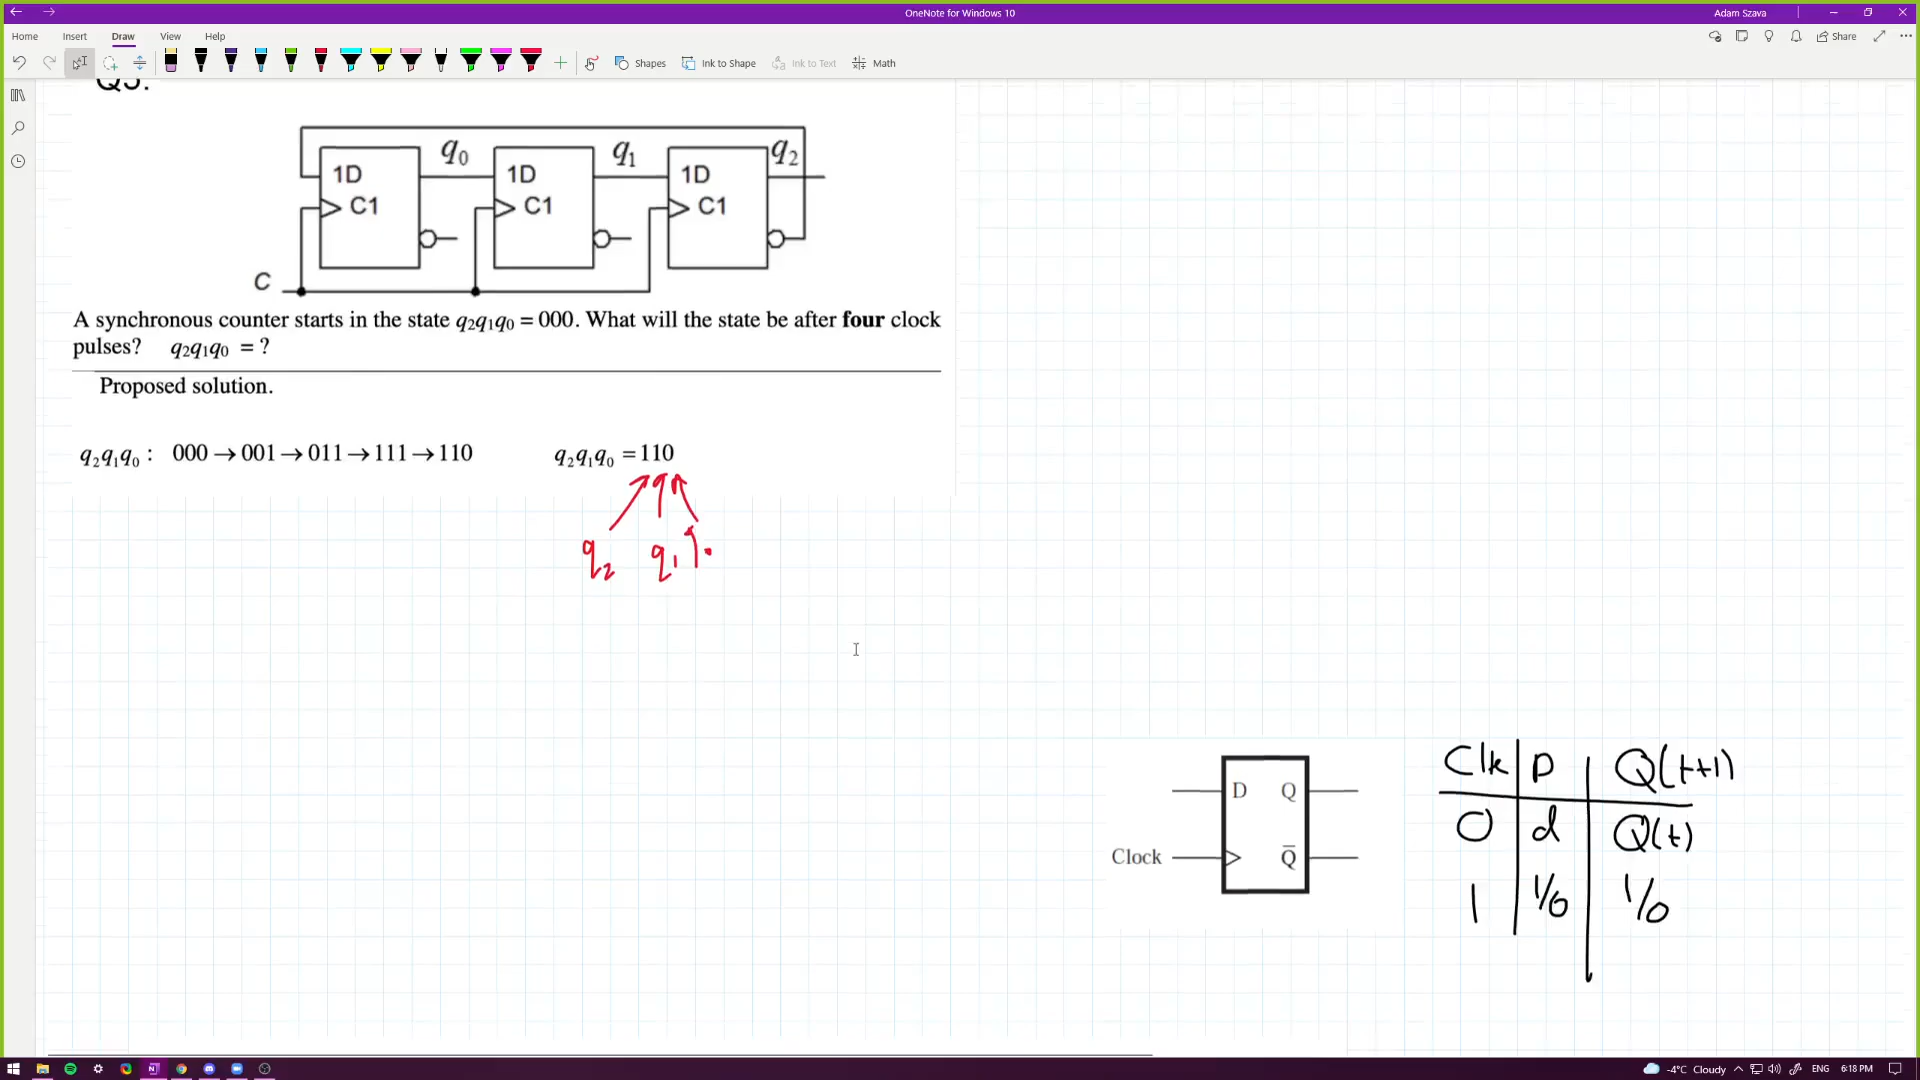 OneNote for Windows 10
Adam Szava
Home Insert Draw View Help
Share
Shapes Ink to Shape Ink to Text Math
Q5.
q0 q1 q2
1D 1D 1D
C1 C1 C1
C
A synchronous counter starts in the state q2q1q0 = 000. What will the state be after four clock
pulses? q2q1q0 = ?
Proposed solution.
q2q1q0 : 000 → 001 → 011 → 111 → 110 q2q1q0 = 110
q2 q1
Clk D Q(t+1)
0 d Q(t)
1 1/0 1/0
D Q
Clock Q̅
-4°C Cloudy ENG 6:18 PM